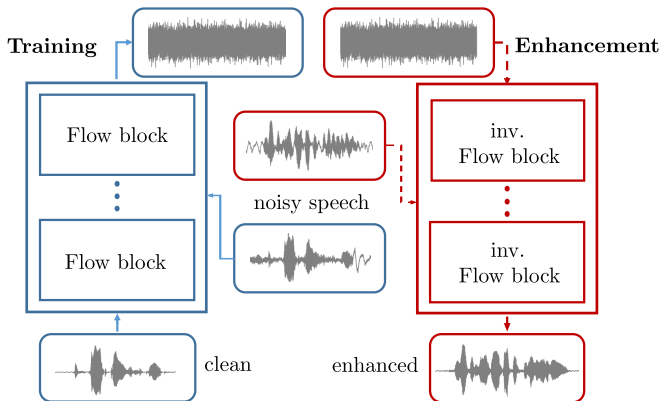 Training
Enhancement
Flow block
inv.
Flow block
noisy speech
Flow block
inv.
Flow block
clean
enhanced